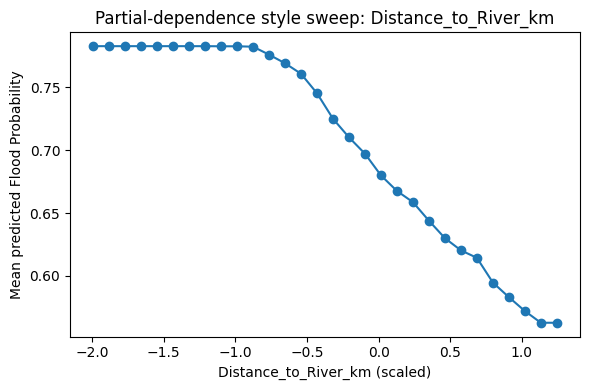 Partial-dependence style sweep: Distance_to_River_km
Mean predicted Flood Probability
0.75
0.70
0.65
0.60
-2.0 -1.5 -1.0 -0.5 0.0 0.5 1.0
Distance_to_River_km (scaled)